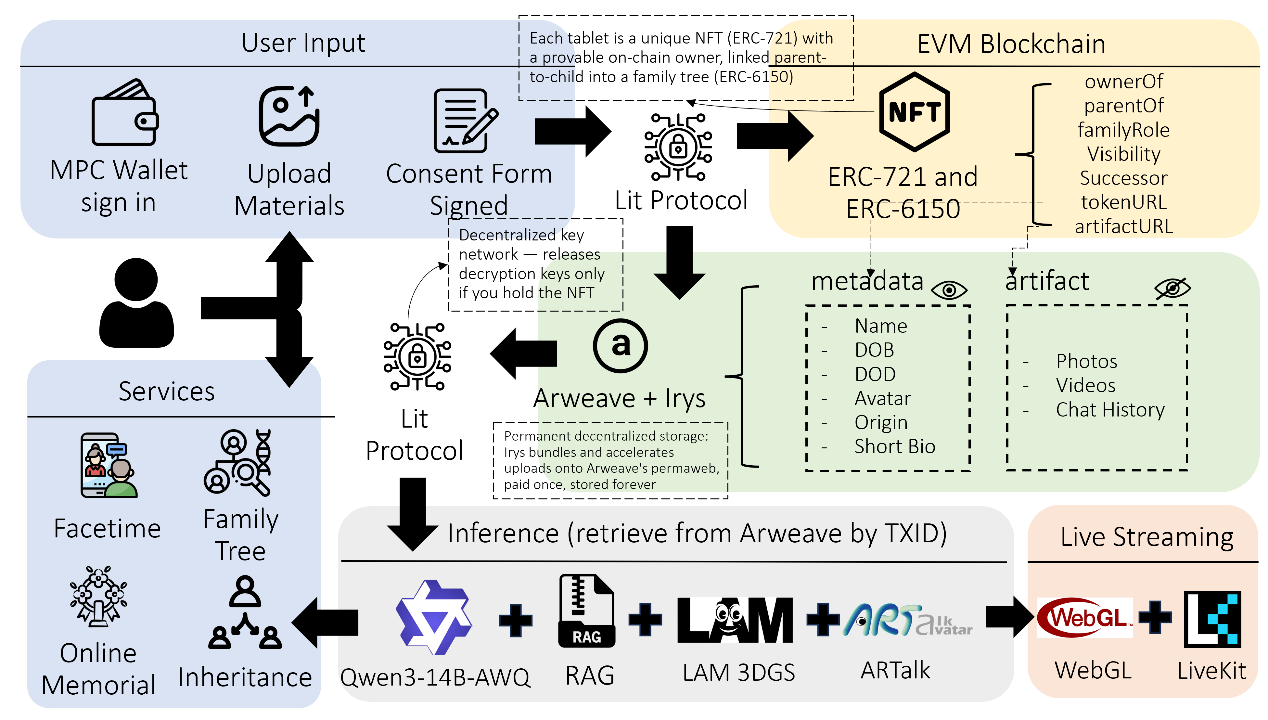 User Input
MPC Wallet
sign in
Upload
Materials
Consent Form
Signed
Each tablet is a unique NFT (ERC-721) with
a provable on-chain owner, linked parent-
to-child into a family tree (ERC-6150)
Lit Protocol
EVM Blockchain
NFT
ERC-721 and
ERC-6150
ownerOf
parentOf
familyRole
Visibility
Successor
tokenURL
artifactURL
Decentralized key
network — releases
decryption keys only
if you hold the NFT
Lit
Protocol
a
Arweave + Irys
Permanent decentralized storage:
Irys bundles and accelerates
uploads onto Arweave's permaweb,
paid once, stored forever
metadata
- Name
- DOB
- DOD
- Avatar
- Origin
- Short Bio
artifact
- Photos
- Videos
- Chat History
Services
Facetime
Family
Tree
Online
Memorial
Inheritance
Inference (retrieve from Arweave by TXID)
Qwen3-14B-AWQ
RAG
RAG
LAM
LAM 3DGS
ARTalk
Avatar
ARTalk
Live Streaming
WebGL
WebGL
LiveKit